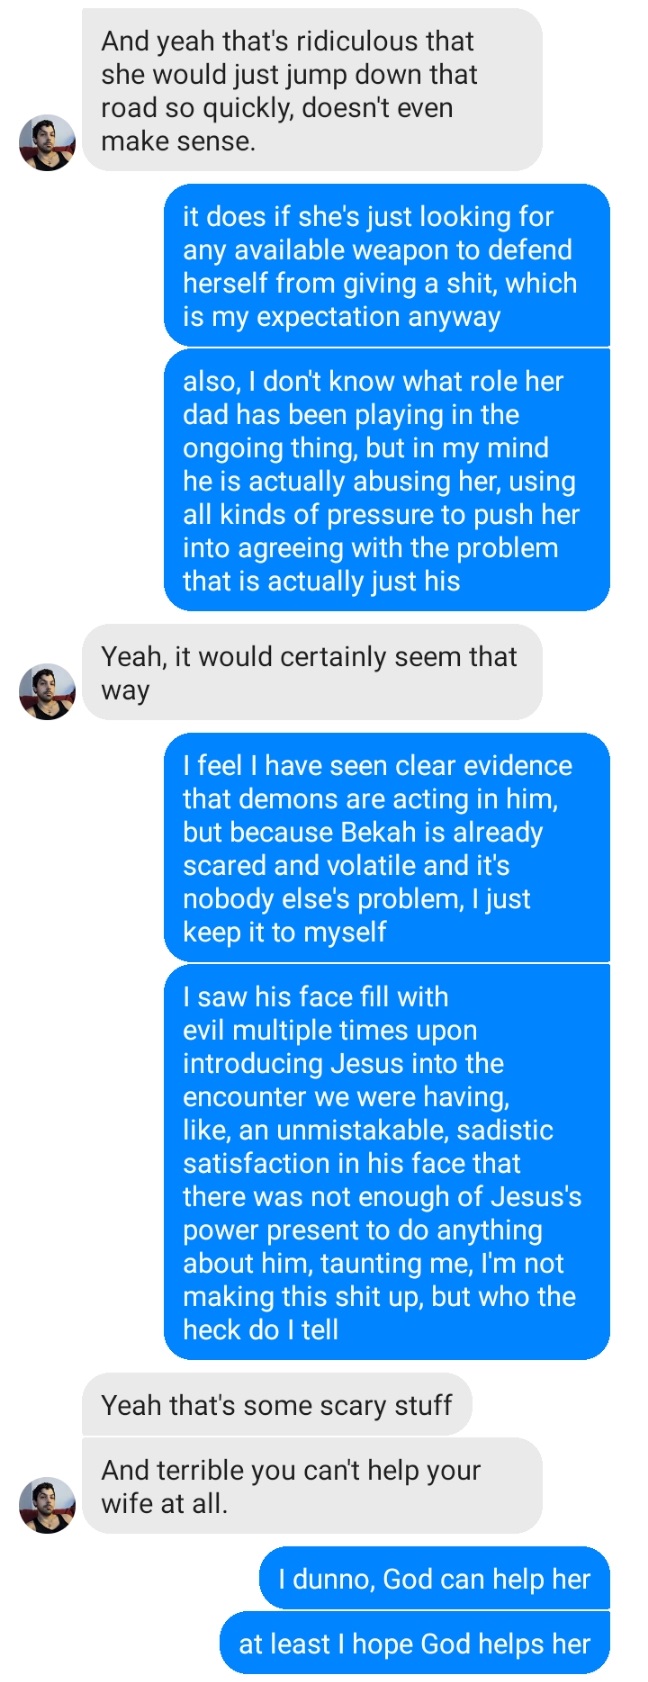 And yeah that's ridiculous that
she would just jump down that
road so quickly, doesn't even
make sense.
it does if she's just looking for
any available weapon to defend
herself from giving a shit, which
is my expectation anyway
also, I don't know what role her
dad has been playing in the
ongoing thing, but in my mind
he is actually abusing her, using
all kinds of pressure to push her
into agreeing with the problem
that is actually just his
Yeah, it would certainly seem that
way
I feel I have seen clear evidence
that demons are acting in him,
but because Bekah is already
scared and volatile and it's
nobody else's problem, I just
keep it to myself
I saw his face fill with
evil multiple times upon
introducing Jesus into the
encounter we were having,
like, an unmistakable, sadistic
satisfaction in his face that
there was not enough of Jesus's
power present to do anything
about him, taunting me, I'm not
making this shit up, but who the
heck do I tell
Yeah that's some scary stuff
And terrible you can't help your
wife at all.
I dunno, God can help her
at least I hope God helps her